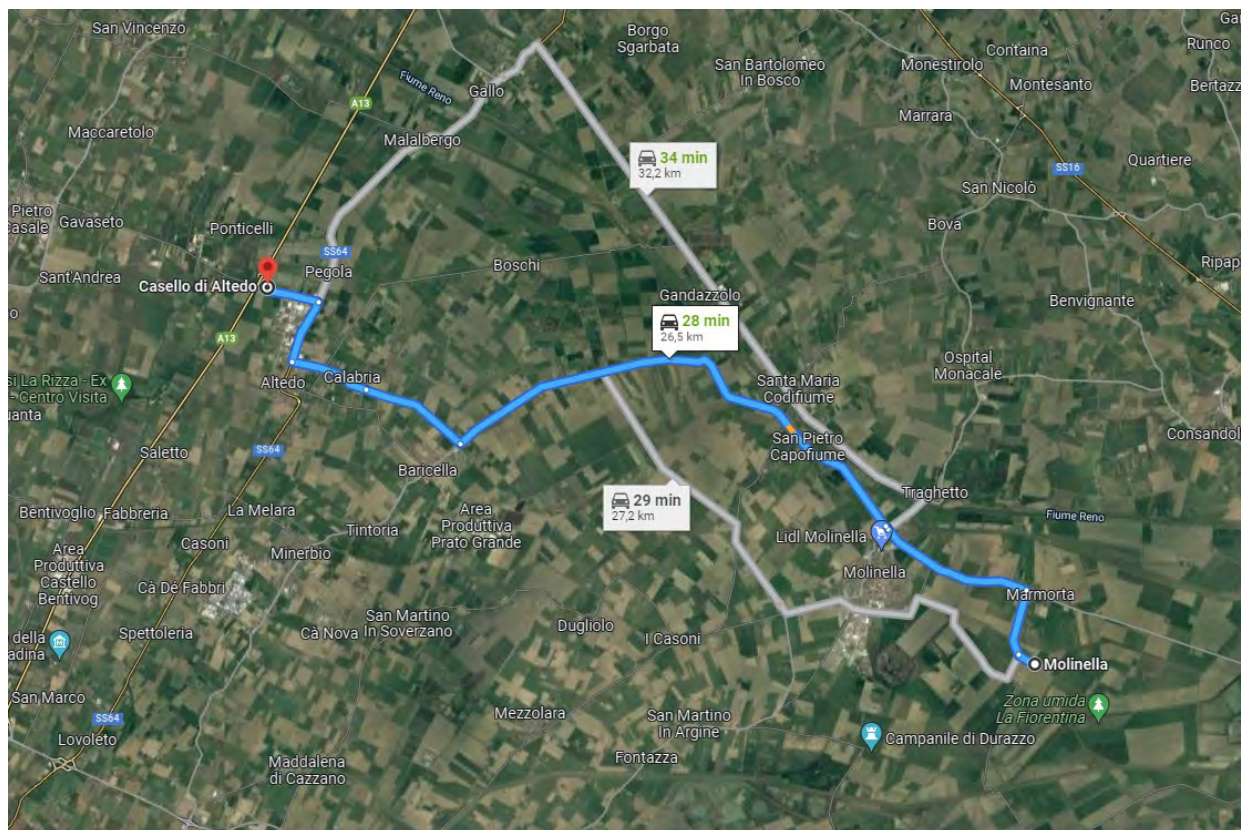 San Vincenzo
Borgo
Sgarbata
Containa
Runco
San Bartolomeo
In Bosco
Monestirolo
Montesanto
Fiume Reno
Gallo
A13
Marrara
Maccaretolo
Malalbergo
34 min
32,2 km
Quartiere
SS16
San Nicolò
Gavaseto
Ponticelli
Bova
SS64
Boschi
Pegola
Sant'Andrea
Casello di Altedo
Gandazzolo
Benvignante
28 min
26,5 km
A13
Ospital
Monacale
si La Rizza - Ex
- Centro Visita
Altedo
Calabria
Santa Maria
Codifiume
San Pietro
Capofiume
Consandol
Saletto
SS64
Baricella
29 min
27,2 km
Traghetto
Fiume Reno
Bentivoglio
Fabbreria
La Melara
Tintoria
Area
Produttiva
Prato Grande
Lidl Molinella
Area
Produttiva
Castello
Bentivog
Casoni
Minerbio
Molinella
Cà Dé Fabbri
Marmorta
San Martino
In Soverzano
Spettoleria
Cà Nova
Dugliolo
I Casoni
della
adina
Molinella
San Marco
Zona umida
La Fiorentina
SS64
Mezzolara
San Martino
In Argine
Lovoleto
Campanile di Durazzo
Maddalena
di Cazzano
Fontazza